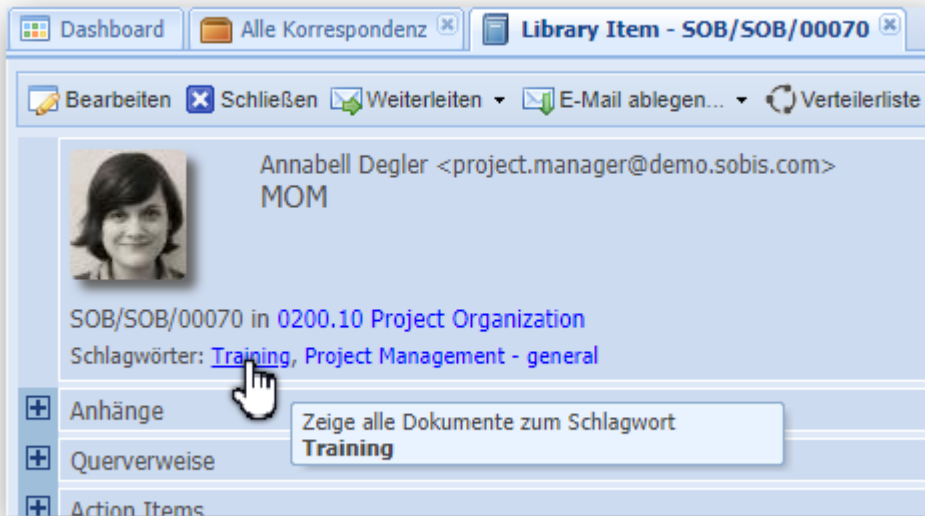 Dashboard Alle Korrespondenz Library Item - SOB/SOB/00070
Bearbeiten Schließen Weiterleiten E-Mail ablegen... Verteilerliste
Annabell Degler <project.manager@demo.sobis.com>
MOM
SOB/SOB/00070 in 0200.10 Project Organization
Schlagwörter: Training, Project Management - general
Anhänge
Zeige alle Dokumente zum Schlagwort
Training
Querverweise
Action Items